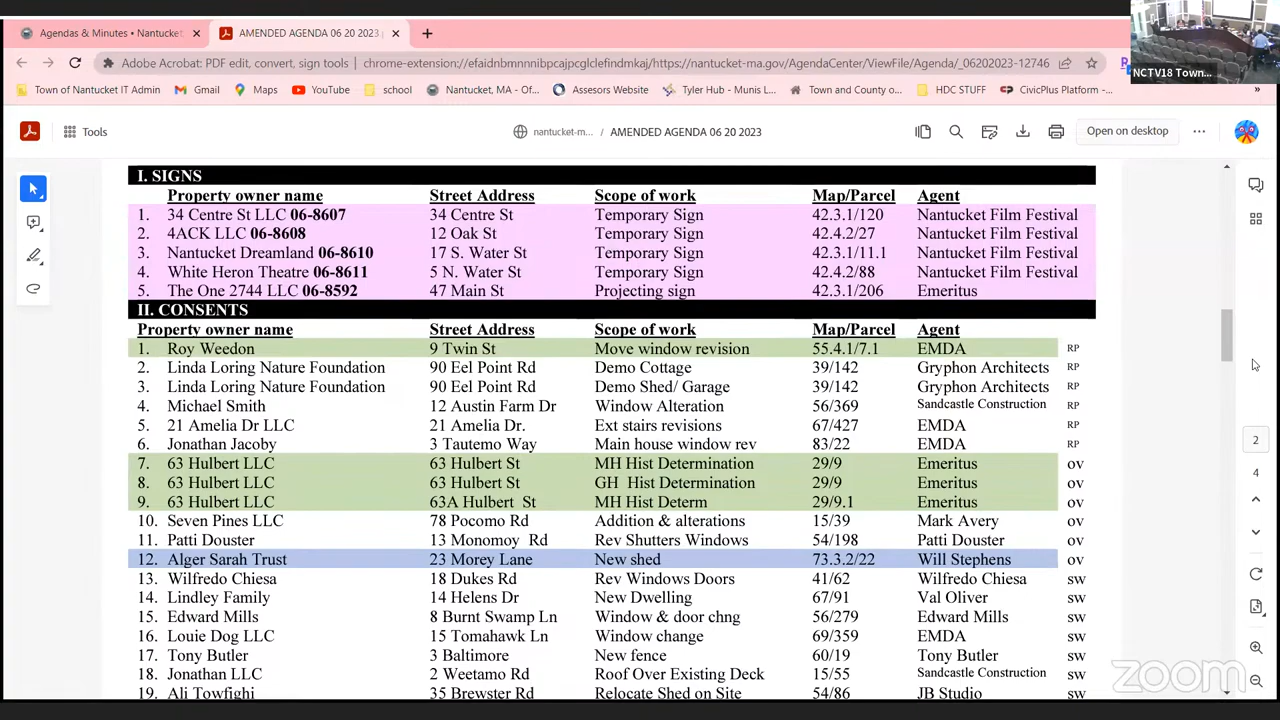 Agendas & Minutes • Nantucket
AMENDED AGENDA 06 20 2023
Adobe Acrobat: PDF edit, convert, sign tools | chrome-extension://efaidnbmnnnibpcajpcglclefindmkaj/https://nantucket-ma.gov/AgendaCenter/ViewFile/Agenda/_06202023-12746
NCTV18 Town...
Town of Nantucket IT Admin Gmail Maps YouTube school Nantucket, MA - Of... Assessors Website Tyler Hub - Munis L... Town and County o... HDC STUFF CivicPlus Platform -... »
Tools nantucket-m... / AMENDED AGENDA 06 20 2023 Open on desktop
I. SIGNS
Property owner name Street Address Scope of work Map/Parcel Agent
1. 34 Centre St LLC 06-8607 34 Centre St Temporary Sign 42.3.1/120 Nantucket Film Festival
2. 4ACK LLC 06-8608 12 Oak St Temporary Sign 42.4.2/27 Nantucket Film Festival
3. Nantucket Dreamland 06-8610 17 S. Water St Temporary Sign 42.3.1/11.1 Nantucket Film Festival
4. White Heron Theatre 06-8611 5 N. Water St Temporary Sign 42.4.2/88 Nantucket Film Festival
5. The One 2744 LLC 06-8592 47 Main St Projecting sign 42.3.1/206 Emeritus
II. CONSENTS
Property owner name Street Address Scope of work Map/Parcel Agent
1. Roy Weedon 9 Twin St Move window revision 55.4.1/7.1 EMDA RP
2. Linda Loring Nature Foundation 90 Eel Point Rd Demo Cottage 39/142 Gryphon Architects RP
3. Linda Loring Nature Foundation 90 Eel Point Rd Demo Shed/ Garage 39/142 Gryphon Architects RP
4. Michael Smith 12 Austin Farm Dr Window Alteration 56/369 Sandcastle Construction RP
5. 21 Amelia Dr LLC 21 Amelia Dr. Ext stairs revisions 67/427 EMDA RP
6. Jonathan Jacoby 3 Tautemo Way Main house window rev 83/22 EMDA RP
7. 63 Hulbert LLC 63 Hulbert St MH Hist Determination 29/9 Emeritus ov
8. 63 Hulbert LLC 63 Hulbert St GH Hist Determination 29/9 Emeritus ov
9. 63 Hulbert LLC 63A Hulbert St MH Hist Determ 29/9.1 Emeritus ov
10. Seven Pines LLC 78 Pocomo Rd Addition & alterations 15/39 Mark Avery ov
11. Patti Douster 13 Monomoy Rd Rev Shutters Windows 54/198 Patti Douster ov
12. Alger Sarah Trust 23 Morey Lane New shed 73.3.2/22 Will Stephens ov
13. Wilfredo Chiesa 18 Dukes Rd Rev Windows Doors 41/62 Wilfredo Chiesa sw
14. Lindley Family 14 Helens Dr New Dwelling 67/91 Val Oliver sw
15. Edward Mills 8 Burnt Swamp Ln Window & door chng 56/279 Edward Mills sw
16. Louie Dog LLC 15 Tomahawk Ln Window change 69/359 EMDA sw
17. Tony Butler 3 Baltimore New fence 60/19 Tony Butler sw
18. Jonathan LLC 2 Weetamo Rd Roof Over Existing Deck 15/55 Sandcastle Construction sw
19. Ali Towfighi 35 Brewster Rd Relocate Shed on Site 54/86 JB Studio sw
2
4
zoom